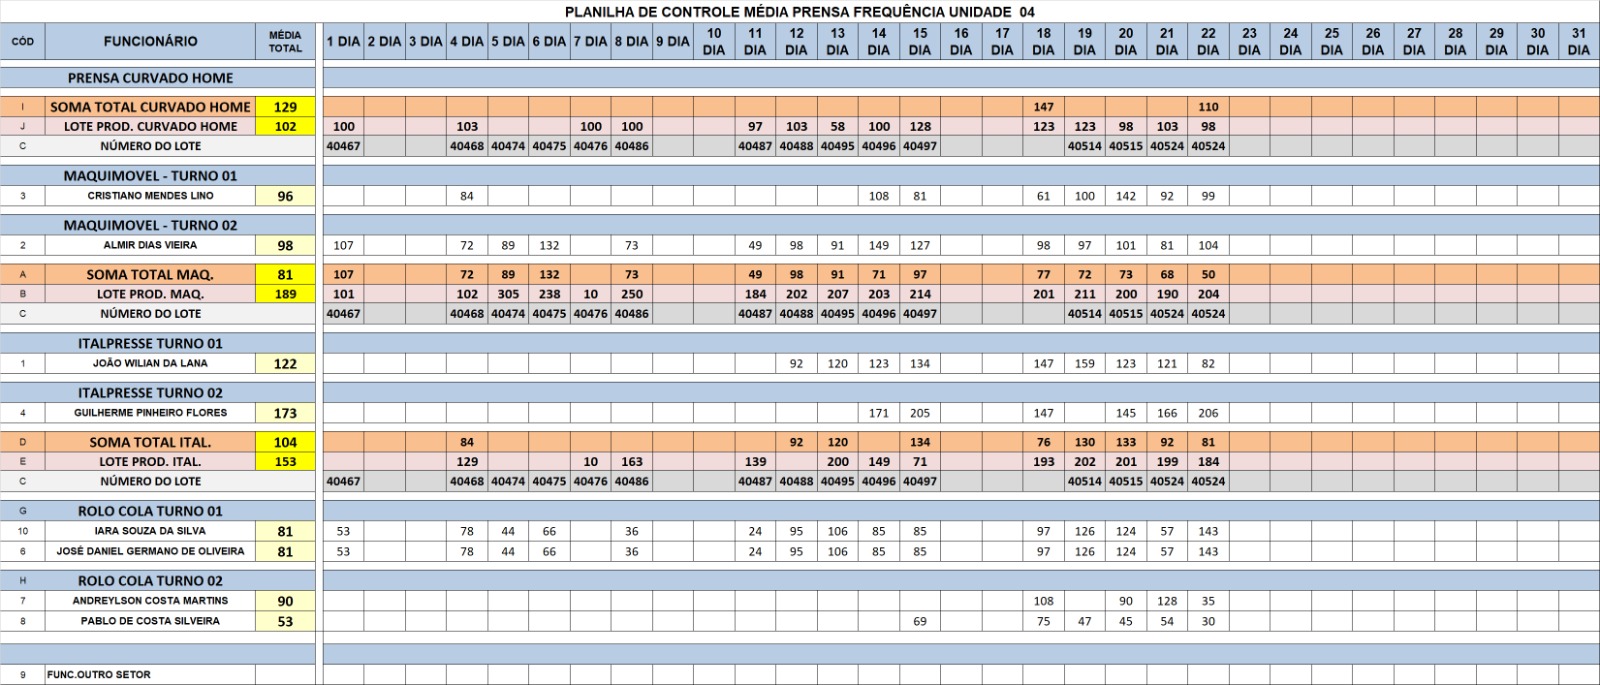 PLANILHA DE CONTROLE MÉDIA PRENSA FREQUÊNCIA UNIDADE 04
CÓD FUNCIONÁRIO MÉDIA TOTAL 1 DIA 2 DIA 3 DIA 4 DIA 5 DIA 6 DIA 7 DIA 8 DIA 9 DIA 10 DIA 11 DIA 12 DIA 13 DIA 14 DIA 15 DIA 16 DIA 17 DIA 18 DIA 19 DIA 20 DIA 21 DIA 22 DIA 23 DIA 24 DIA 25 DIA 26 DIA 27 DIA 28 DIA 29 DIA 30 DIA 31 DIA
PRENSA CURVADO HOME
I SOMA TOTAL CURVADO HOME 129 147 110
J LOTE PROD. CURVADO HOME 102 100 103 100 100 97 103 58 100 128 123 123 98 103 98
C NÚMERO DO LOTE 40467 40468 40474 40475 40476 40486 40487 40488 40495 40496 40497 40514 40515 40524 40524
MAQUIMOVEL - TURNO 01
3 CRISTIANO MENDES LINO 96 84 108 81 61 100 142 92 99
MAQUIMOVEL - TURNO 02
2 ALMIR DIAS VIEIRA 98 107 72 89 132 73 49 98 91 149 127 98 97 101 81 104
A SOMA TOTAL MAQ. 81 107 72 89 132 73 49 98 91 71 97 77 72 73 68 50
B LOTE PROD. MAQ. 189 101 102 305 238 10 250 184 202 207 203 214 201 211 200 190 204
C NÚMERO DO LOTE 40467 40468 40474 40475 40476 40486 40487 40488 40495 40496 40497 40514 40515 40524 40524
ITALPRESSE TURNO 01
1 JOÃO WILIAN DA LANA 122 92 120 123 134 147 159 123 121 82
ITALPRESSE TURNO 02
4 GUILHERME PINHEIRO FLORES 173 171 205 147 145 166 206
D SOMA TOTAL ITAL. 104 84 92 120 134 76 130 133 92 81
E LOTE PROD. ITAL. 153 129 10 163 139 200 149 71 193 202 201 199 184
C NÚMERO DO LOTE 40467 40468 40474 40475 40476 40486 40487 40488 40495 40496 40497 40514 40515 40524 40524
G ROLO COLA TURNO 01
10 IARA SOUZA DA SILVA 81 53 78 44 66 36 24 95 106 85 85 97 126 124 57 143
6 JOSÉ DANIEL GERMANO DE OLIVEIRA 81 53 78 44 66 36 24 95 106 85 85 97 126 124 57 143
H ROLO COLA TURNO 02
7 ANDREYLSON COSTA MARTINS 90 108 90 128 35
8 PABLO DE COSTA SILVEIRA 53 69 75 47 45 54 30
9 FUNC.OUTRO SETOR